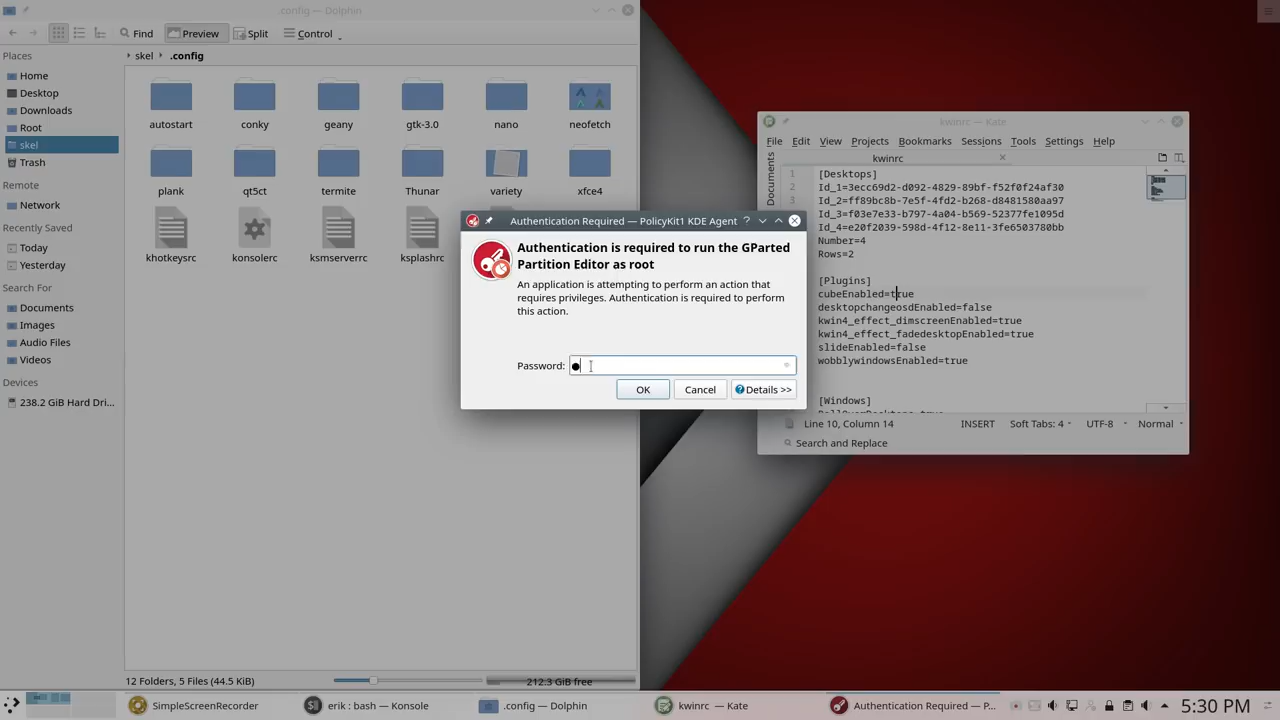 .config — Dolphin
Find
Preview
Split
Control
Places
Home
Desktop
Downloads
Root
skel
Trash
Remote
Network
Recently Saved
Today
Yesterday
Search For
Documents
Images
Audio Files
Videos
Devices
238.2 GiB Hard Dri...
skel
.config
autostart
conky
geany
gtk-3.0
nano
neofetch
plank
qt5ct
termite
Thunar
variety
xfce4
khotkeysrc
konsolerc
ksmserverrc
ksplashrc
12 Folders, 5 Files (44.5 KiB)
212.3 GiB free
Authentication Required — PolicyKit1 KDE Agent
Authentication is required to run the GParted
Partition Editor as root
An application is attempting to perform an action that
requires privileges. Authentication is required to perform
this action.
Password:
OK
Cancel
Details >>
kwinrc — Kate
File Edit View Projects Bookmarks Sessions Tools Settings Help
kwinrc
Documents
1 [Desktops]
2 Id_1=3ecc69d2-d092-4829-89bf-f52f0f24af30
3 Id_2=ff89bc8b-7e5f-4fd2-b268-d8481580aa97
Id_3=f03e7e33-b797-4a04-b569-52377fe1095d
Id_4=e20f2039-598d-4f12-8e11-3fe6503780bb
Number=4
Rows=2
[Plugins]
cubeEnabled=true
desktopchangeosdEnabled=false
kwin4_effect_dimscreenEnabled=true
kwin4_effect_fadedesktopEnabled=true
slideEnabled=false
wobblywindowsEnabled=true
[Windows]
Line 10, Column 14
INSERT
Soft Tabs: 4
UTF-8
Normal
Search and Replace
SimpleScreenRecorder
erik : bash — Konsole
.config — Dolphin
kwinrc — Kate
Authentication Required — P...
5:30 PM